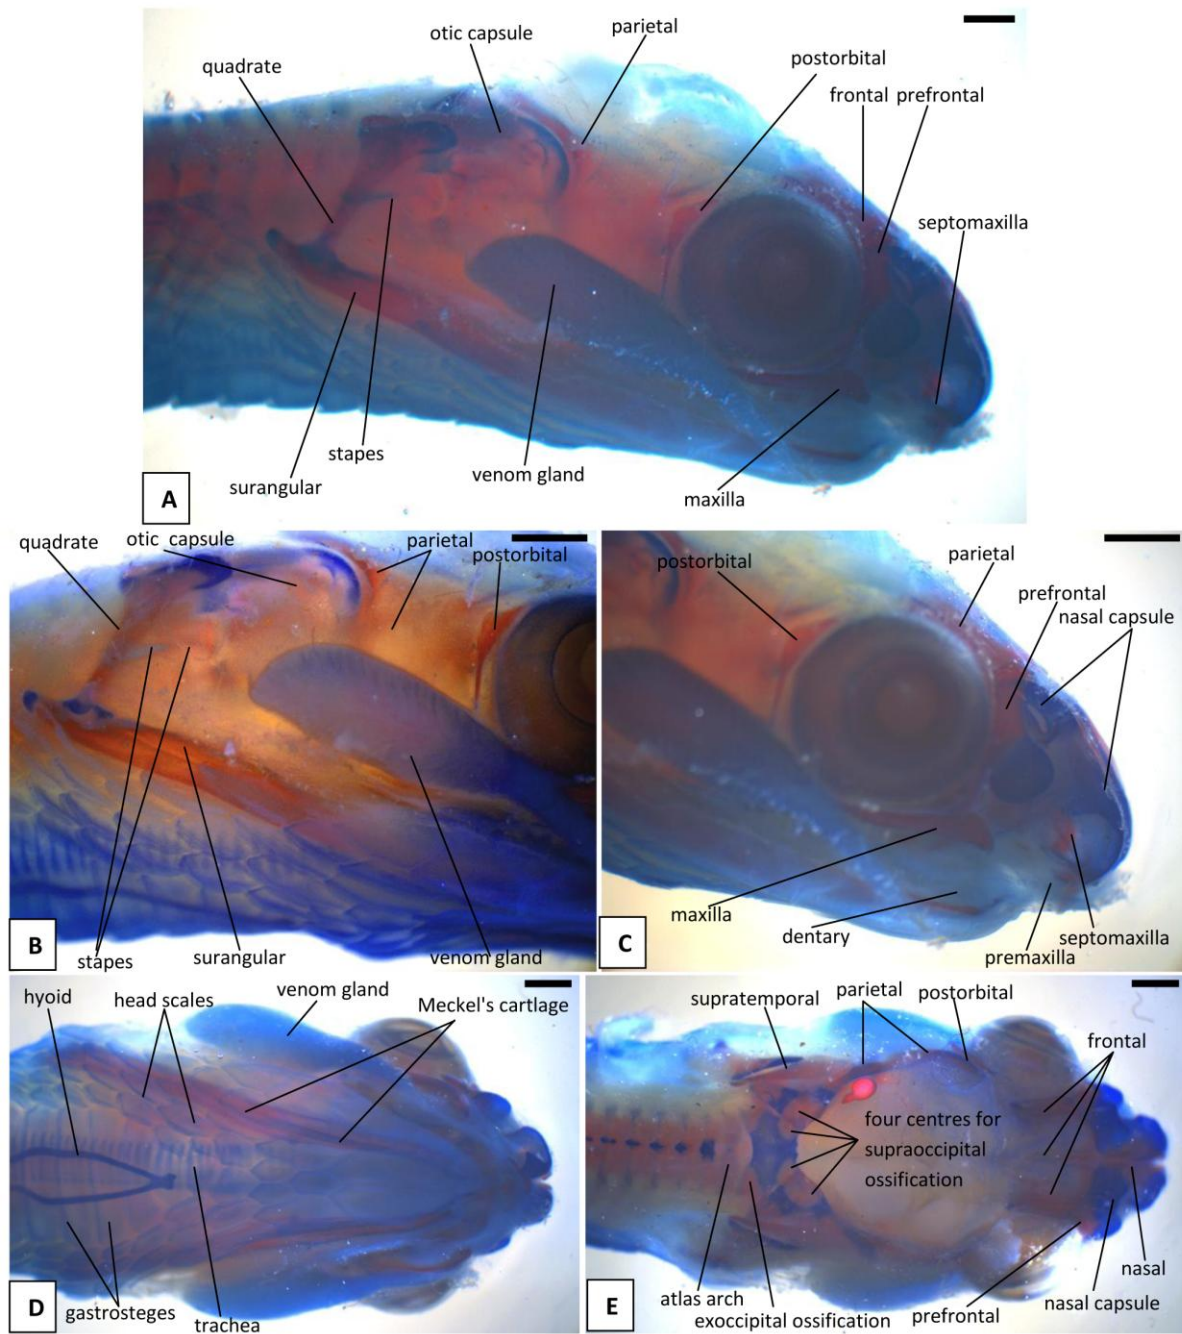 otic capsule
parietal
quadrate
postorbital
frontal prefrontal
septomaxilla
stapes
venom gland
surangular
maxilla
A
quadrate
otic capsule
parietal
postorbital
stapes
surangular
venom gland
B
postorbital
parietal
prefrontal
nasal capsule
maxilla
dentary
septomaxilla
premaxilla
C
hyoid
head scales
venom gland
Meckel's cartlage
gastrosteges
trachea
D
supratemporal
parietal
postorbital
frontal
four centres for
supraoccipital
ossification
atlas arch
exoccipital ossification
prefrontal
nasal capsule
nasal
E